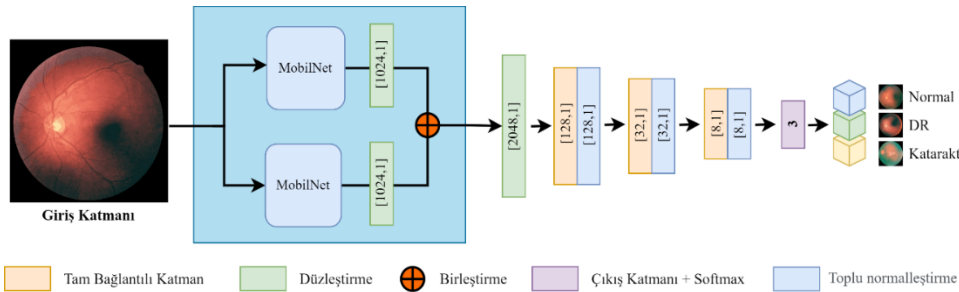 MobilNet
[1024,1]
MobilNet
[1024,1]
[2048,1]
[128,1]
[128,1]
[32,1]
[32,1]
[8,1]
[8,1]
3
Normal
DR
Katarakt
Giriş Katmanı
Tam Bağlantılı Katman
Düzleştirme
Birleştirme
Çıkış Katmanı + Softmax
Toplu normalleştirme